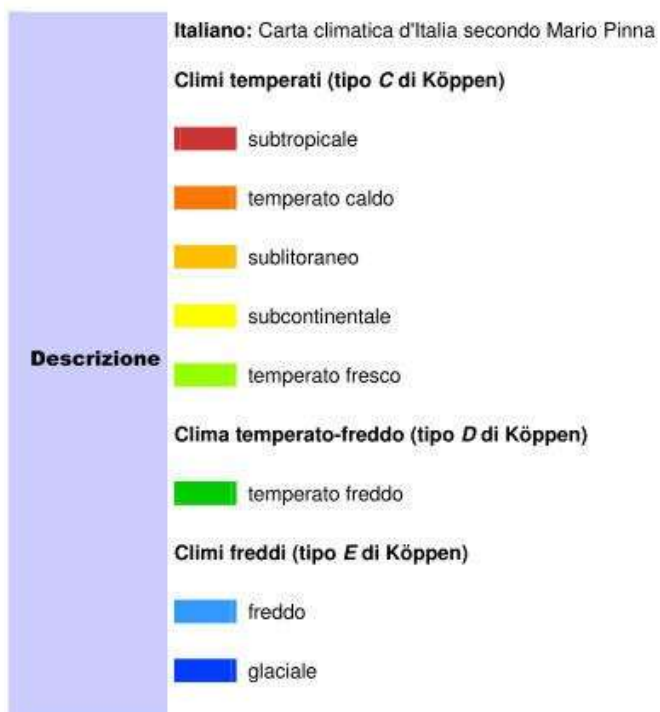 Italiano: Carta climatica d'Italia secondo Mario Pinna
Climi temperati (tipo C di Köppen)
subtropicale
temperato caldo
sublitoraneo
subcontinentale
Descrizione
temperato fresco
Clima temperato-freddo (tipo D di Köppen)
temperato freddo
Climi freddi (tipo E di Köppen)
freddo
glaciale